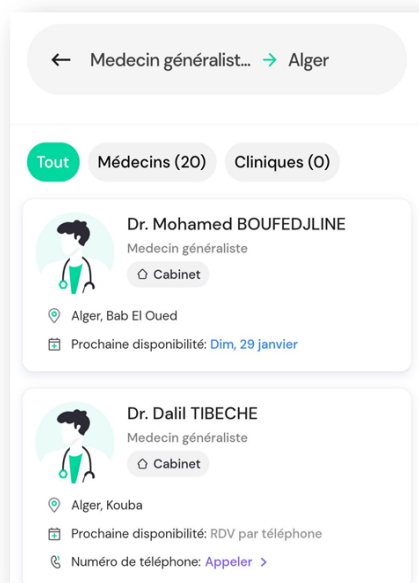 Medecin généralist... → Alger
Tout
Médecins (20)
Cliniques (0)
Dr. Mohamed BOUFEDJLINE
Medecin généraliste
Cabinet
Alger, Bab El Oued
Prochaine disponibilité: Dim, 29 janvier
Dr. Dalil TIBECHE
Medecin généraliste
Cabinet
Alger, Kouba
Prochaine disponibilité: RDV par téléphone
Numéro de téléphone: Appeler >